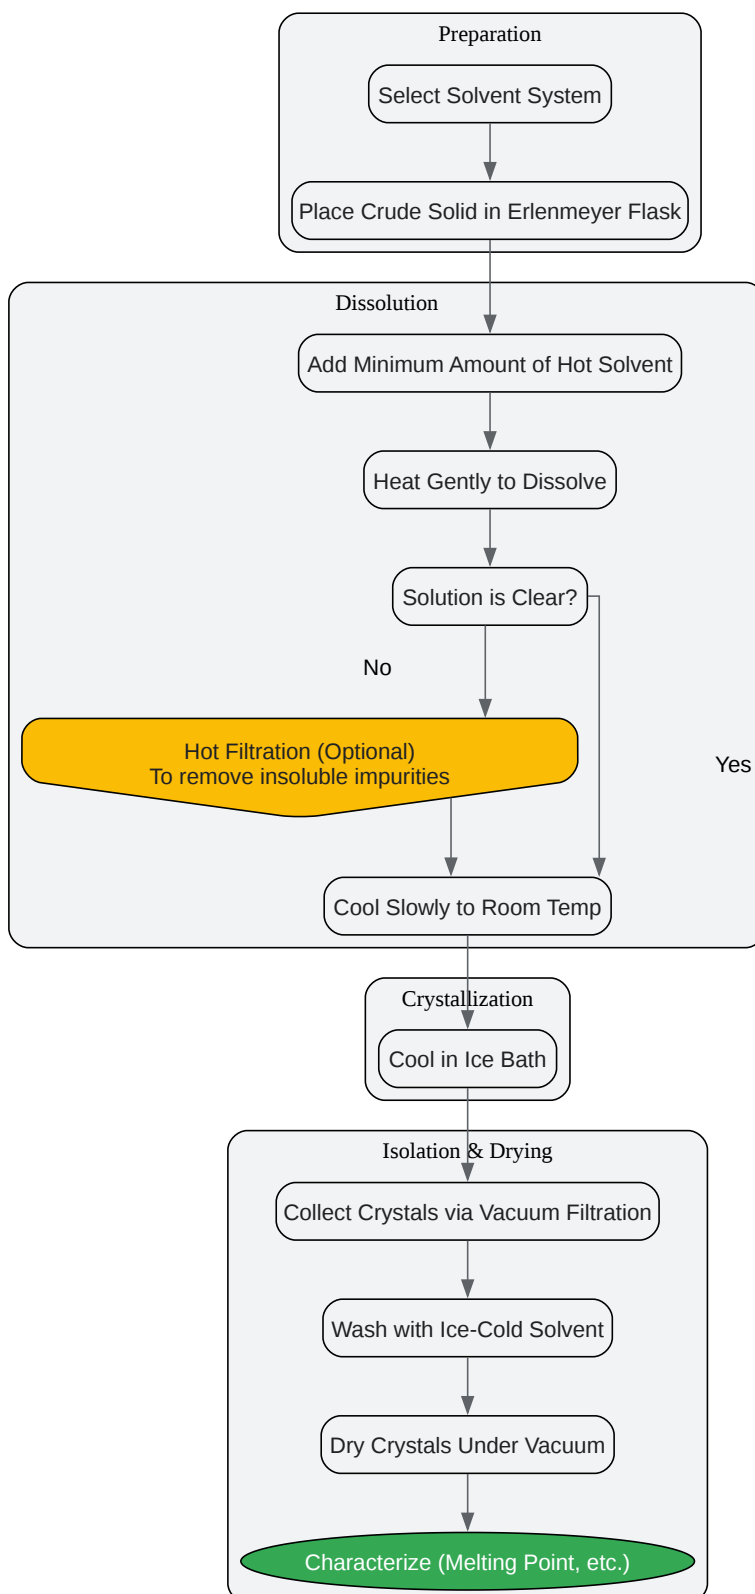 Preparation
Select Solvent System
Place Crude Solid in Erlenmeyer Flask
Dissolution
Add Minimum Amount of Hot Solvent
Heat Gently to Dissolve
Solution is Clear?
No
Hot Filtration (Optional)
To remove insoluble impurities
Yes
Cool Slowly to Room Temp
Crystallization
Cool in Ice Bath
Isolation & Drying
Collect Crystals via Vacuum Filtration
Wash with Ice-Cold Solvent
Dry Crystals Under Vacuum
Characterize (Melting Point, etc.)